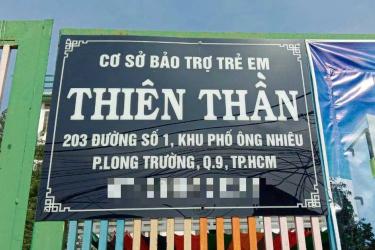 CƠ SỞ BẢO TRỢ TRẺ EM
THIÊN THẦN
203 ĐƯỜNG SỐ 1, KHU PHỐ ÔNG NHIÊU
P.LONG TRƯỜNG, Q.9, TP.HCM